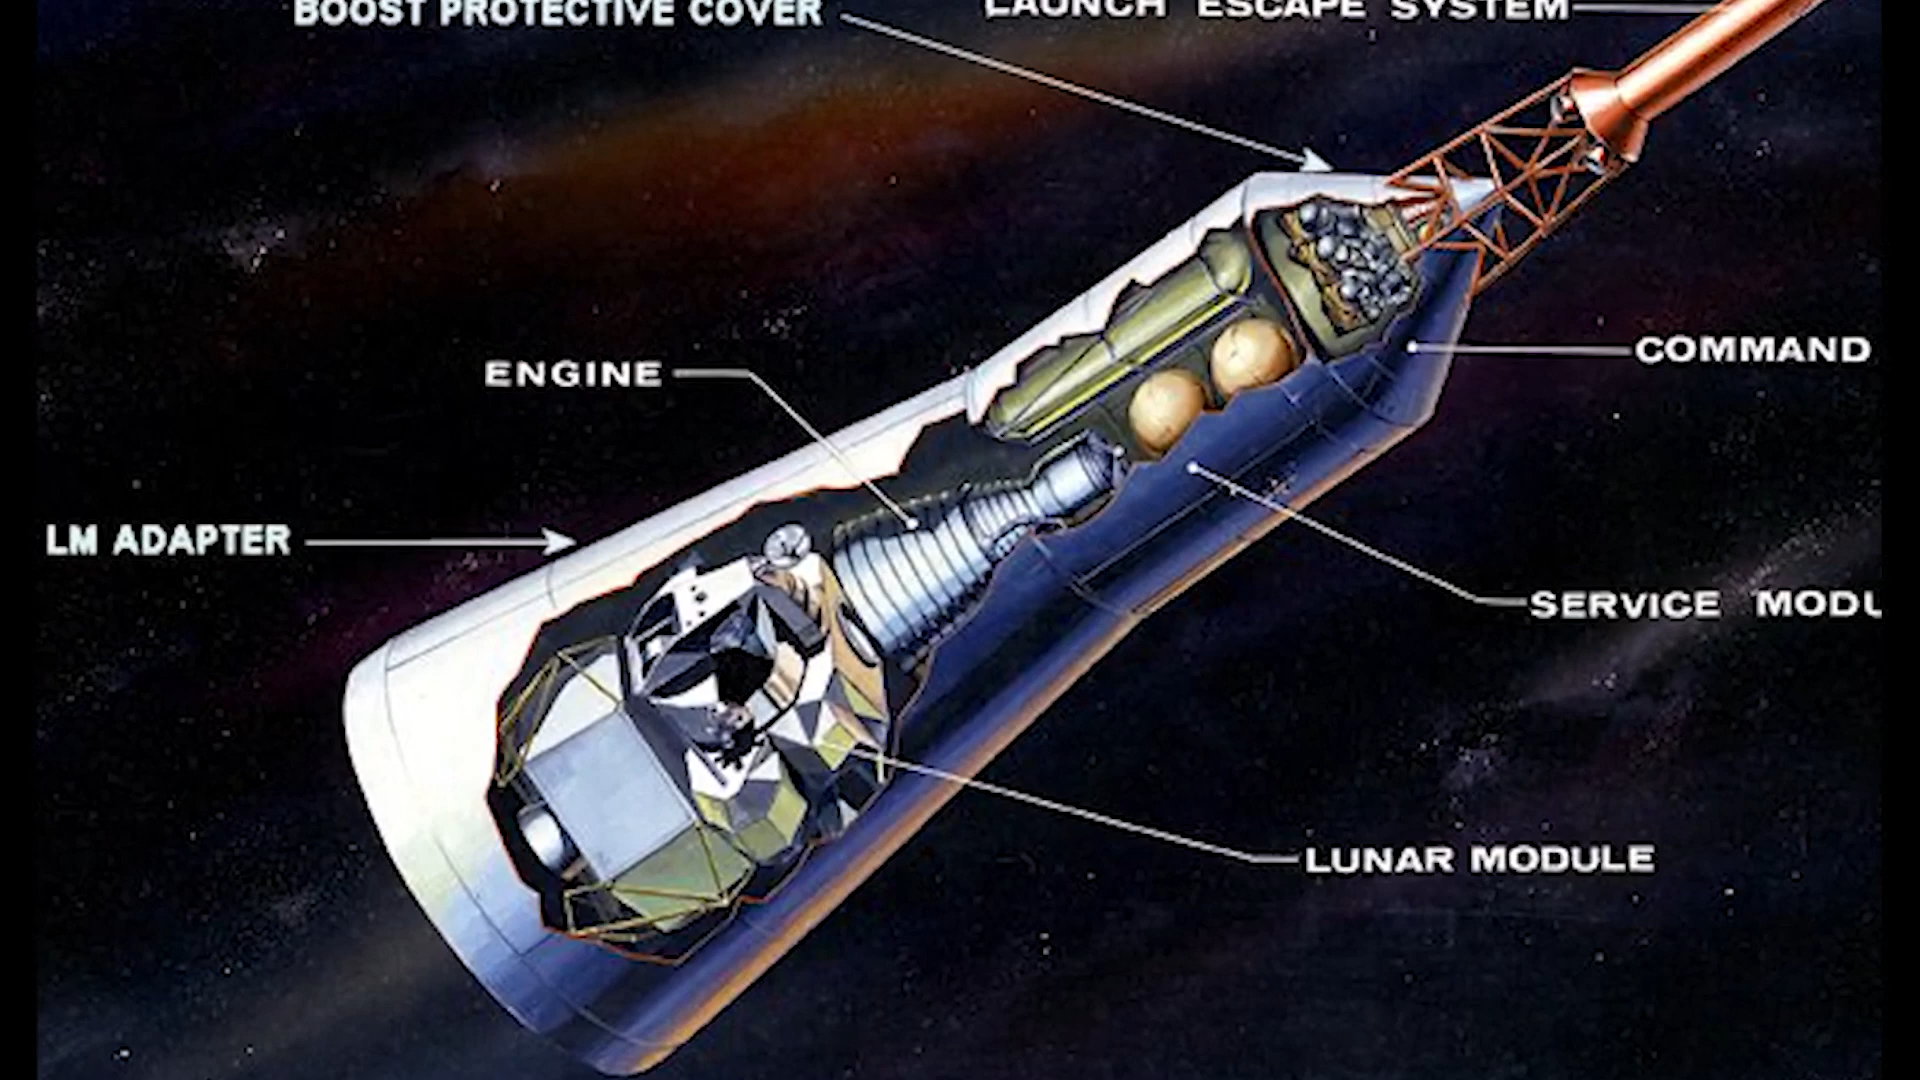 BOOST PROTECTIVE COVER
LAUNCH ESCAPE SYSTEM
ENGINE
COMMAND
LM ADAPTER
SERVICE MODU
LUNAR MODULE